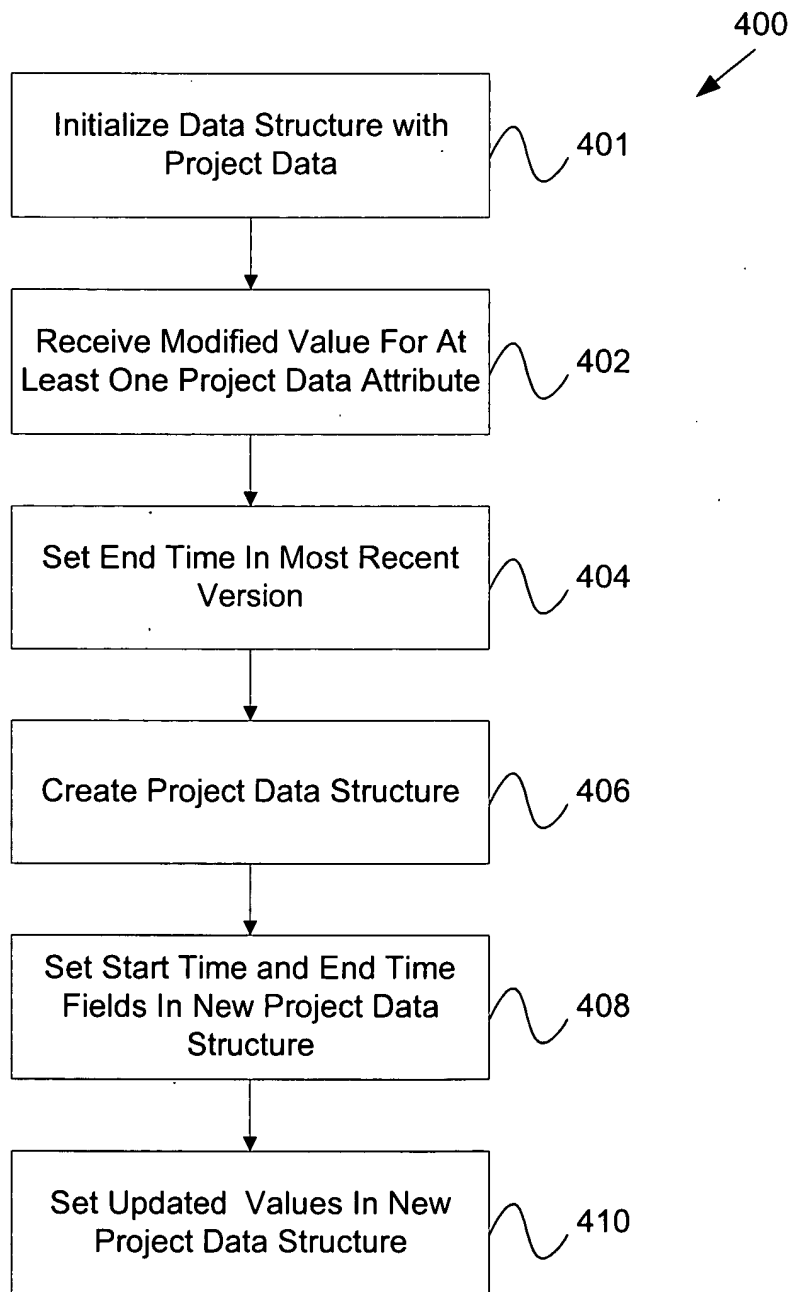 400
Initialize Data Structure with
Project Data
401
Receive Modified Value For At
Least One Project Data Attribute
402
Set End Time In Most Recent
Version
404
Create Project Data Structure
406
Set Start Time and End Time
Fields In New Project Data
Structure
408
Set Updated Values In New
Project Data Structure
410